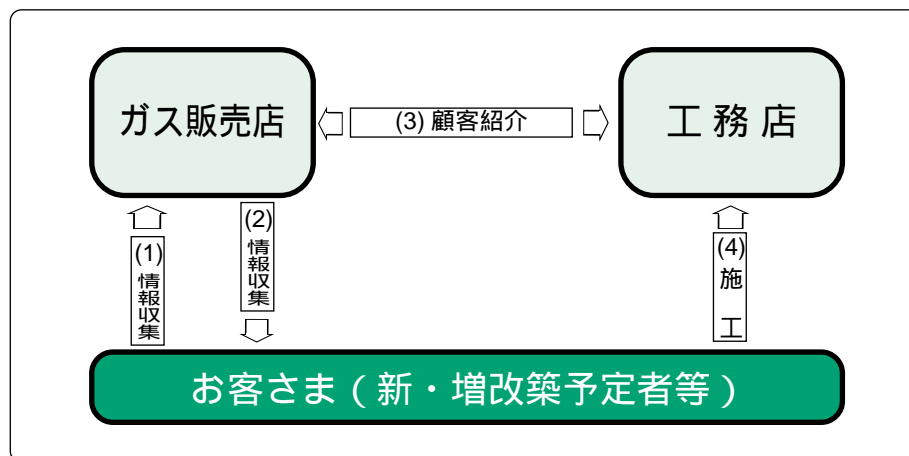 ガス販売店
(3) 顧客紹介
工務店
(1) 情報収集
(2) 情報収集
(4) 施工
お客さま（新・増改築予定者等）